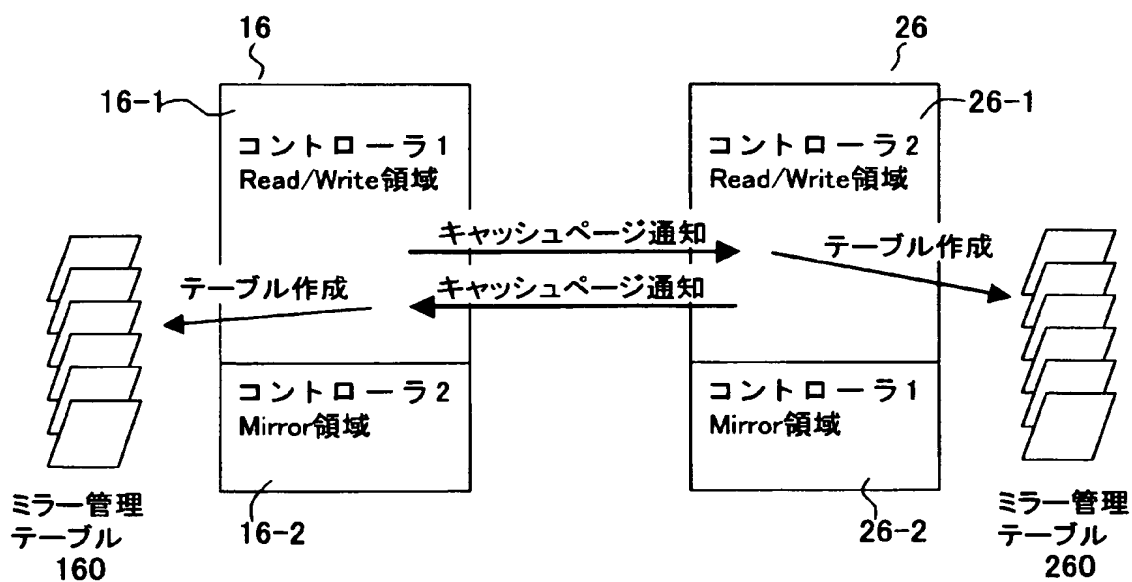 16
26
16-1
26-1
コントローラ1
Read/Write領域
コントローラ2
Read/Write領域
キャッシュページ通知
テーブル作成
テーブル作成
キャッシュページ通知
コントローラ2
Mirror領域
コントローラ1
Mirror領域
ミラー管理
テーブル
160
16-2
26-2
ミラー管理
テーブル
260